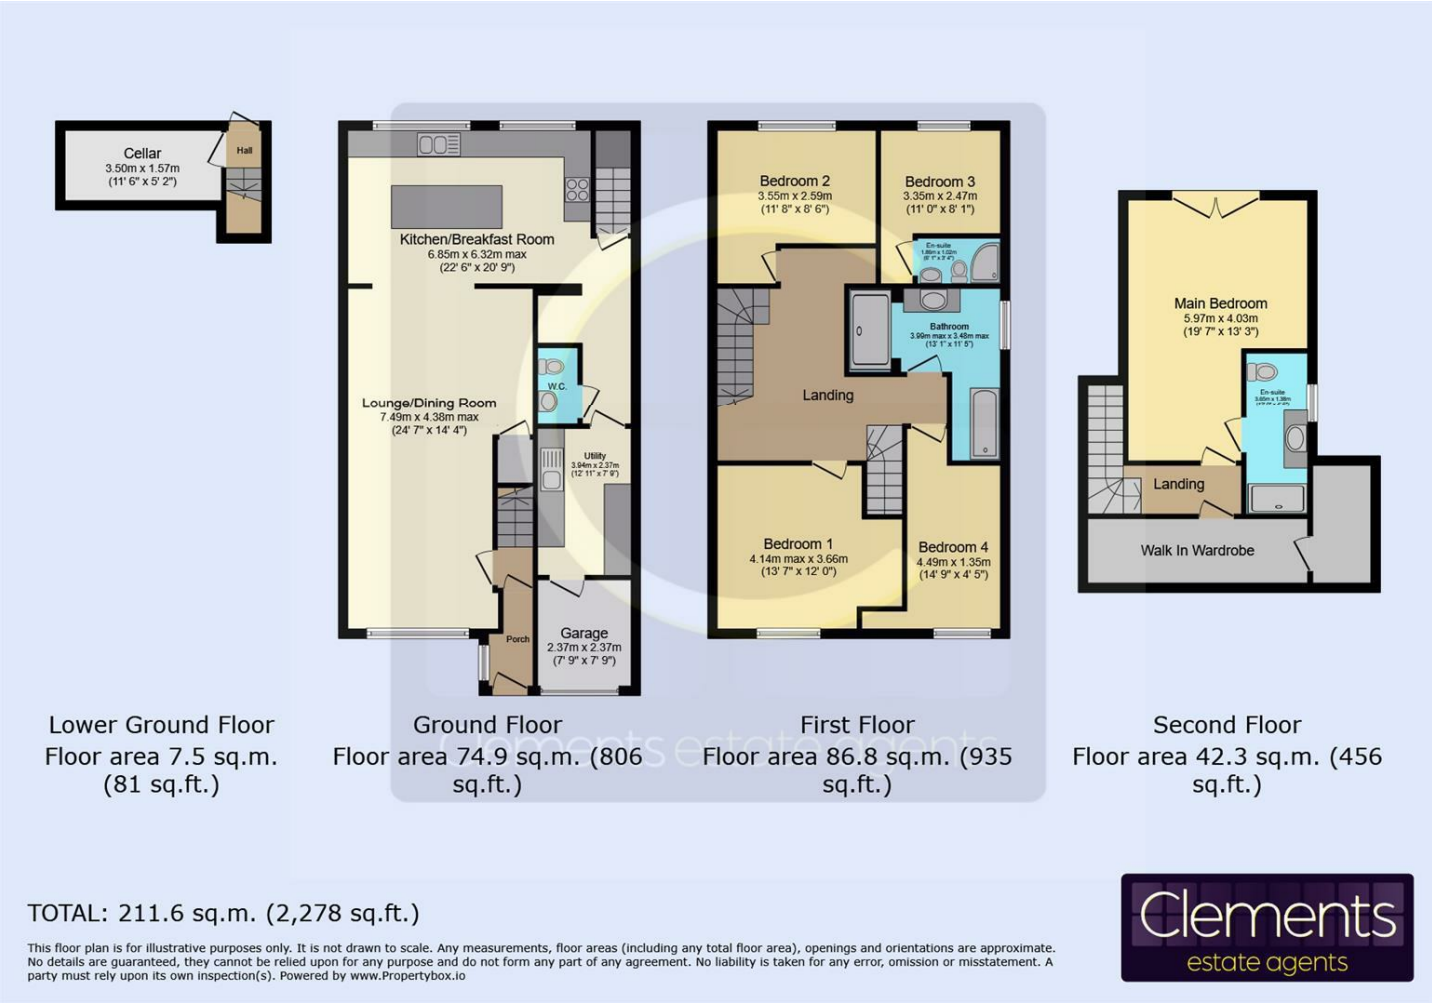 Cellar
3.50m x 1.57m
(11' 6" x 5' 2")
Hall
Kitchen/Breakfast Room
6.85m x 6.32m max
(22' 6" x 20' 9")
Lounge/Dining Room
7.49m x 4.38m max
(24' 7" x 14' 4")
W.C.
Utility
3.94m x 2.37m
(12' 11" x 7' 9")
Porch
Garage
2.37m x 2.37m
(7' 9" x 7' 9")
Bedroom 2
3.55m x 2.59m
(11' 8" x 8' 6")
Bedroom 3
3.35m x 2.47m
(11' 0" x 8' 1")
En-suite
1.86m x 1.02m
(6' 1" x 3' 4")
Bathroom
3.99m max x 3.48m max
(13' 1" x 11' 5")
Landing
Bedroom 1
4.14m max x 3.66m
(13' 7" x 12' 0")
Bedroom 4
4.49m x 1.35m
(14' 9" x 4' 5")
Main Bedroom
5.97m x 4.03m
(19' 7" x 13' 3")
En-suite
Landing
Walk In Wardrobe
Lower Ground Floor
Floor area 7.5 sq.m.
(81 sq.ft.)
Ground Floor
Floor area 74.9 sq.m. (806
sq.ft.)
First Floor
Floor area 86.8 sq.m. (935
sq.ft.)
Second Floor
Floor area 42.3 sq.m. (456
sq.ft.)
Clements estate agents
TOTAL: 211.6 sq.m. (2,278 sq.ft.)
This floor plan is for illustrative purposes only. It is not drawn to scale. Any measurements, floor areas (including any total floor area), openings and orientations are approximate.
No details are guaranteed, they cannot be relied upon for any purpose and do not form any part of any agreement. No liability is taken for any error, omission or misstatement. A
party must rely upon its own inspection(s). Powered by www.Propertybox.io
Clements
estate agents